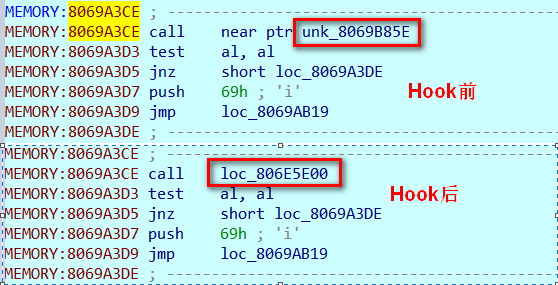 MEMORY:8069A3CE ; ---------------------------------------------------
MEMORY:8069A3CE call    near ptr unk_8069B85E
MEMORY:8069A3D3 test    al, al
MEMORY:8069A3D5 jnz     short loc_8069A3DE
MEMORY:8069A3D7 push    69h ; 'i'
Hook前
MEMORY:8069A3D9 jmp     loc_8069AB19
MEMORY:8069A3DE ; ---------------------------------------------------
MEMORY:8069A3CE ; ---------------------------------------------------
MEMORY:8069A3CE call    loc_806E5E00
MEMORY:8069A3D3 test    al, al
Hook后
MEMORY:8069A3D5 jnz     short loc_8069A3DE
MEMORY:8069A3D7 push    69h ; 'i'
MEMORY:8069A3D9 jmp     loc_8069AB19
MEMORY:8069A3DE ; ---------------------------------------------------